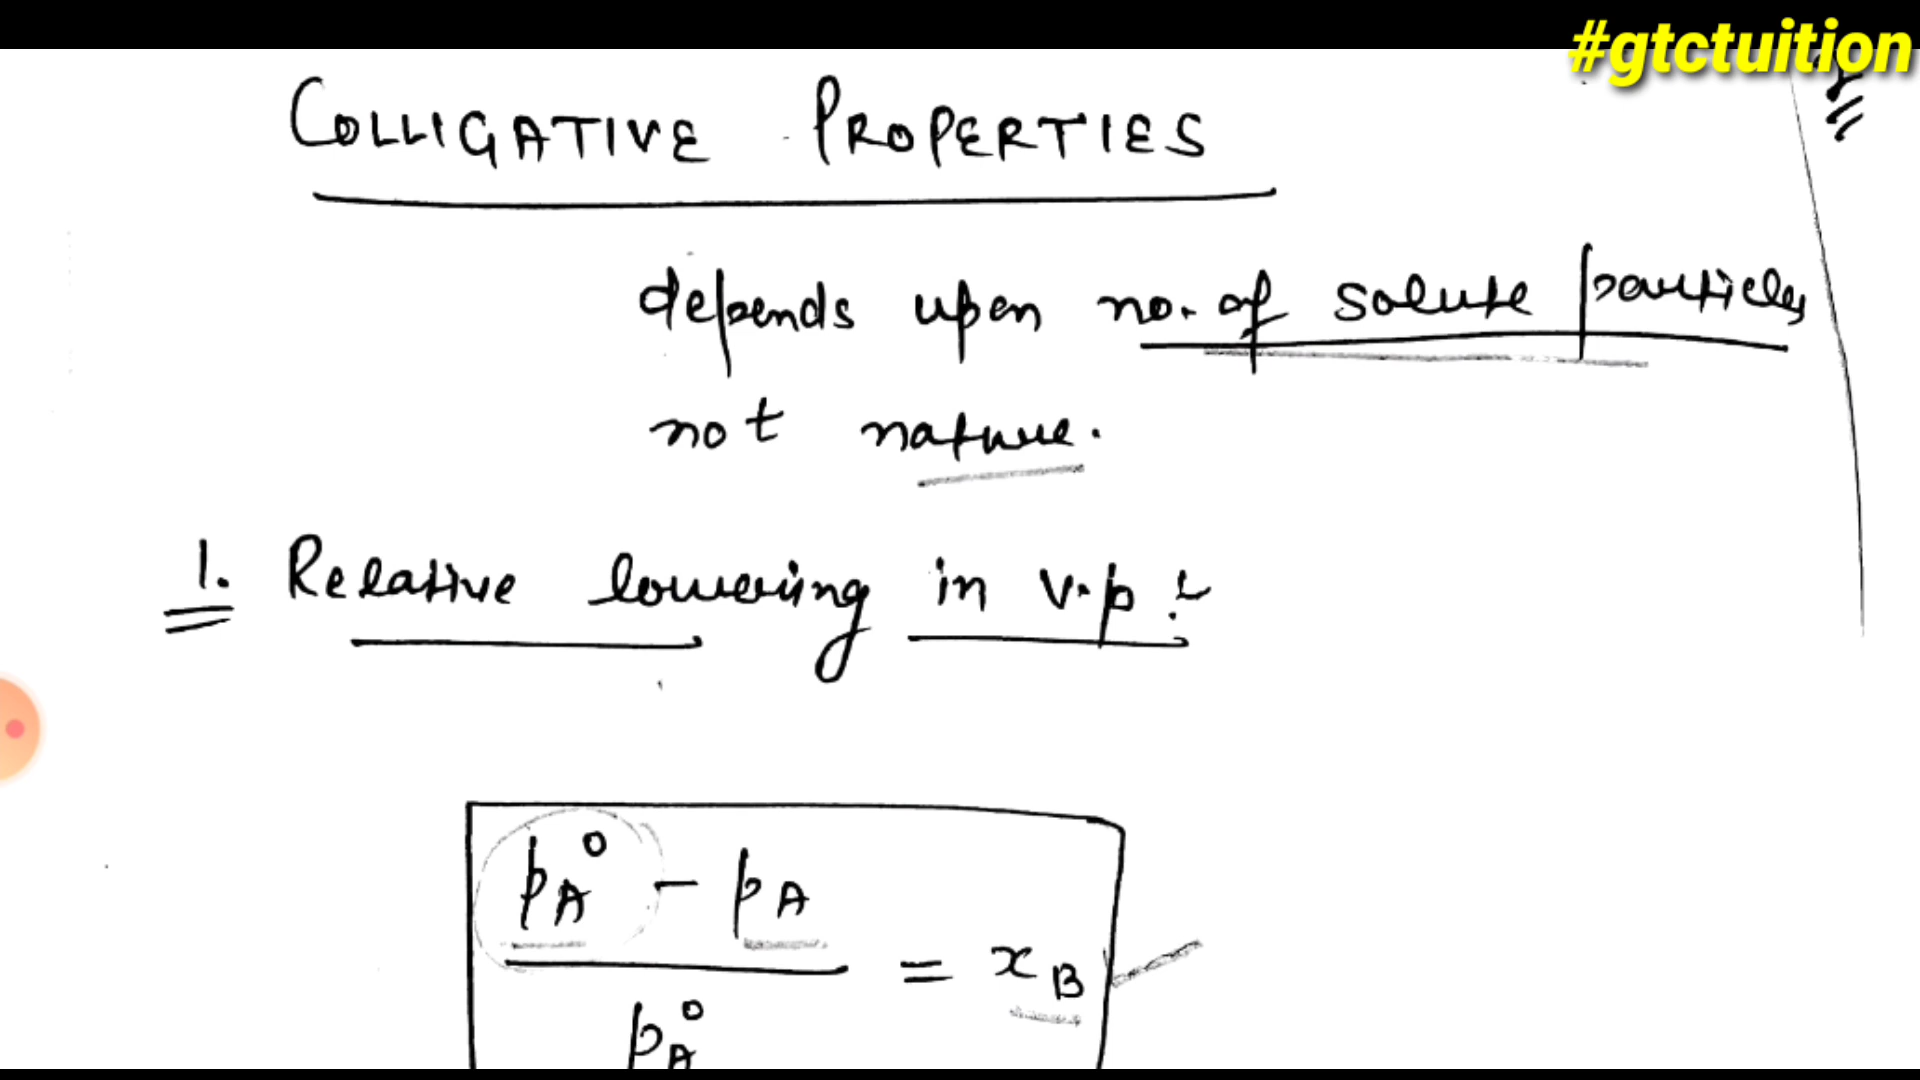 #gtctuition
COLLIGATIVE PROPERTIES
depends upon no. of solute particles
not nature.
1. Relative lowering in v.p :-
pA° - pA
= xB
pA°